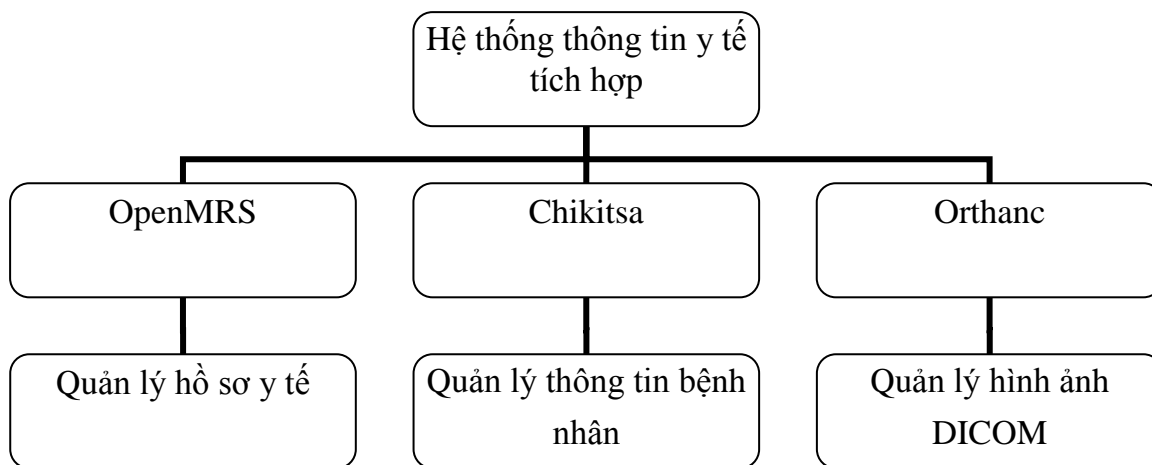 Hệ thống thông tin y tế
tích hợp
OpenMRS
Chikitsa
Orthanc
Quản lý hồ sơ y tế
Quản lý thông tin bệnh
nhân
Quản lý hình ảnh
DICOM